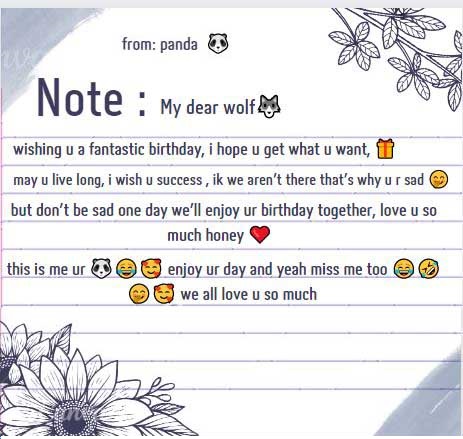 from: panda 🐼
Note : My dear wolf🐺
wishing u a fantastic birthday, i hope u get what u want, 🎁
may u live long, i wish u success , ik we aren't there that's why u r sad 🤭
but don't be sad one day we'll enjoy ur birthday together, love u so
much honey ❤️
this is me ur 🐼😂🥰 enjoy ur day and yeah miss me too 😂🤣
🤭🥰 we all love u so much